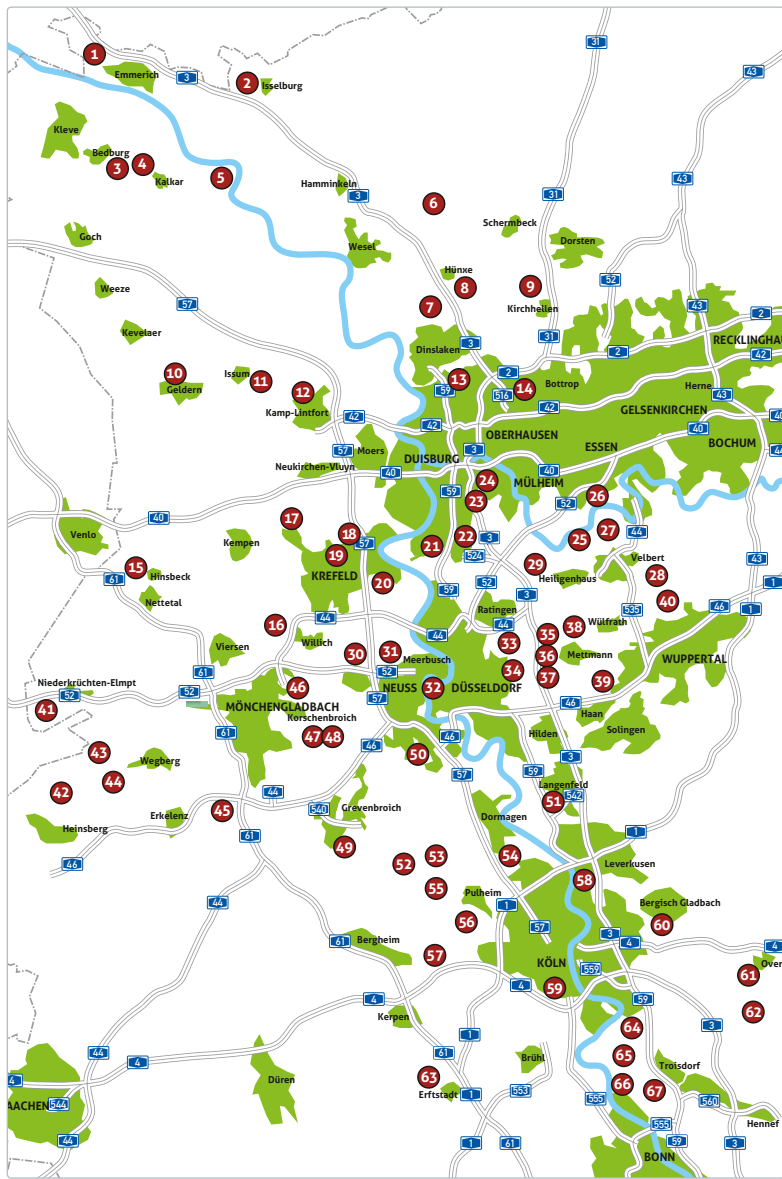 31
1
43
Emmerich
3
2
Isselburg
Kleve
Bedburg
3
4
Kalkar
5
Hamminkeln
3
6
31
43
Schermbeck
Goch
Wesel
Dorsten
Hünxe
52
Weeze
8
9
57
7
Kirchhellen
43
2
Kevelaer
31
Dinslaken
3
RECKLINGHAU
2
42
10
Issum
11
13
2
Geldern
12
59
516
14
Bottrop
Herne
43
Kamp-Lintfort
42
42
42
GELSENKIRCHEN
40
OBERHAUSEN
40
57
Moers
3
ESSEN
BOCHUM
44
DUISBURG
Neukirchen-Vluyn
40
40
24
MÜLHEIM
59
23
52
26
17
40
18
Venlo
Kempen
57
22
3
25
27
44
19
21
524
43
15
61
Hinsbeck
KREFELD
20
29
Velbert
28
1
Heiligenhaus
52
Nettetal
59
3
40
46
1
Ratingen
535
16
44
44
44
38
Wülfrath
Willich
33
35
Viersen
30
31
Meerbusch
36
Mettmann
WUPPERTAL
61
52
34
37
39
Niederkrüchten-Elmpt
52
52
46
NEUSS
32
DÜSSELDORF
57
46
41
MÖNCHENGLADBACH
Korschenbroich
Haan
61
47
48
46
46
Hilden
Solingen
43
50
3
Wegberg
57
59
44
Langenfeld
42
44
542
540
Grevenbroich
51
45
Erkelenz
Dormagen
Heinsberg
61
1
49
53
54
46
52
Leverkusen
55
58
Pulheim
44
1
Bergisch Gladbach
56
57
60
61
Bergheim
3
4
4
57
KÖLN
Over
559
61
4
59
4
59
Kerpen
62
64
3
1
44
61
Brühl
65
4
Troisdorf
63
Düren
66
67
4
553
Erftstadt
1
555
560
AACHEN
544
Hennef
555
44
1
61
59
3
BONN